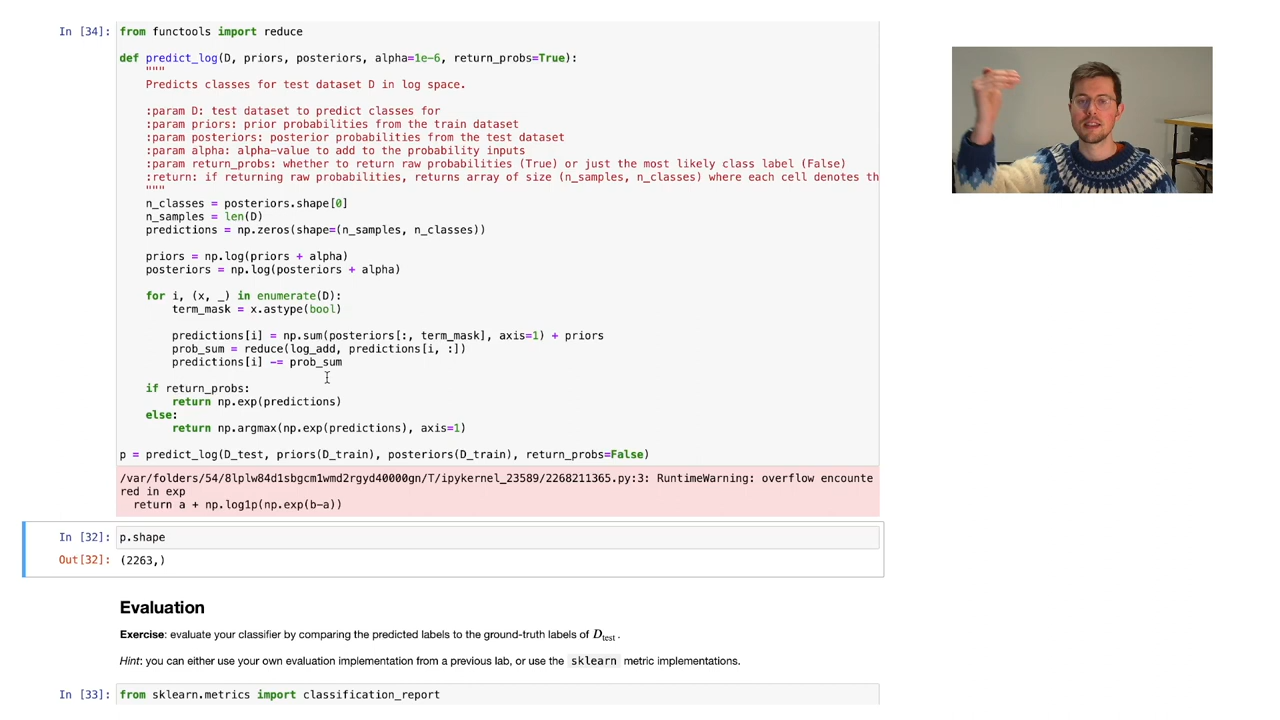 In [34]: from functools import reduce
def predict_log(D, priors, posteriors, alpha=1e-6, return_probs=True):
"""
Predicts classes for test dataset D in log space.
:param D: test dataset to predict classes for
:param priors: prior probabilities from the train dataset
:param posteriors: posterior probabilities from the test dataset
:param alpha: alpha-value to add to the probability inputs
:param return_probs: whether to return raw probabilities (True) or just the most likely class label (False)
:return: if returning raw probabilities, returns array of size (n_samples, n_classes) where each cell denotes th
"""
n_classes = posteriors.shape[0]
n_samples = len(D)
predictions = np.zeros(shape=(n_samples, n_classes))
priors = np.log(priors + alpha)
posteriors = np.log(posteriors + alpha)
for i, (x, _) in enumerate(D):
term_mask = x.astype(bool)
predictions[i] = np.sum(posteriors[:, term_mask], axis=1) + priors
prob_sum = reduce(log_add, predictions[i, :])
predictions[i] -= prob_sum
if return_probs:
return np.exp(predictions)
else:
return np.argmax(np.exp(predictions), axis=1)
p = predict_log(D_test, priors(D_train), posteriors(D_train), return_probs=False)
/var/folders/54/8lplw84d1sbgcm1wmd2rgyd40000gn/T/ipykernel_23589/2268211365.py:3: RuntimeWarning: overflow encounte
red in exp
return a + np.log1p(np.exp(b-a))
In [32]: p.shape
Out[32]: (2263,)
Evaluation
Exercise: evaluate your classifier by comparing the predicted labels to the ground-truth labels of Dtest.
Hint: you can either use your own evaluation implementation from a previous lab, or use the sklearn metric implementations.
In [33]: from sklearn.metrics import classification_report